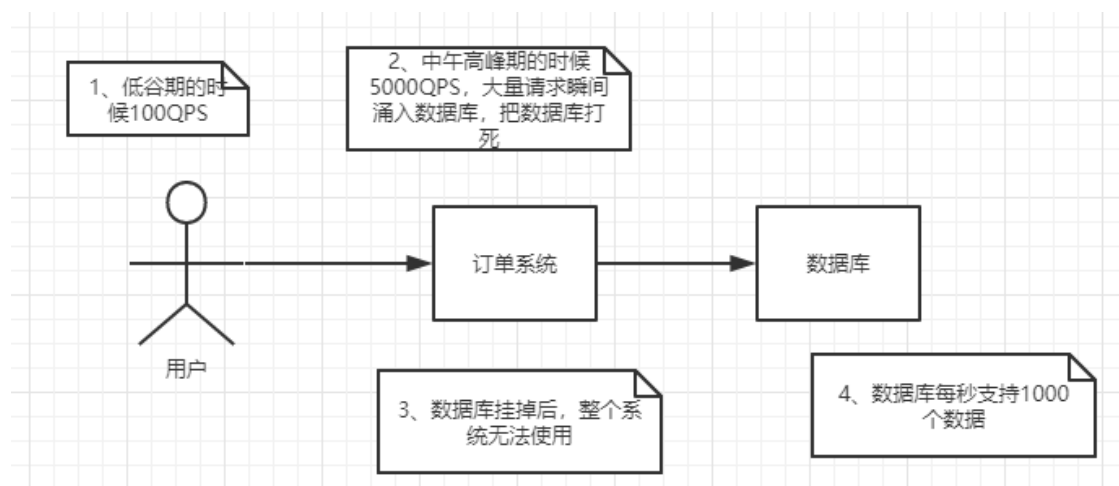 1、低谷期的时
候100QPS
2、中午高峰期的时候
5000QPS，大量请求瞬间
涌入数据库，把数据库打
死
订单系统
数据库
用户
3、数据库挂掉后，整个系
统无法使用
4、数据库每秒支持1000
个数据